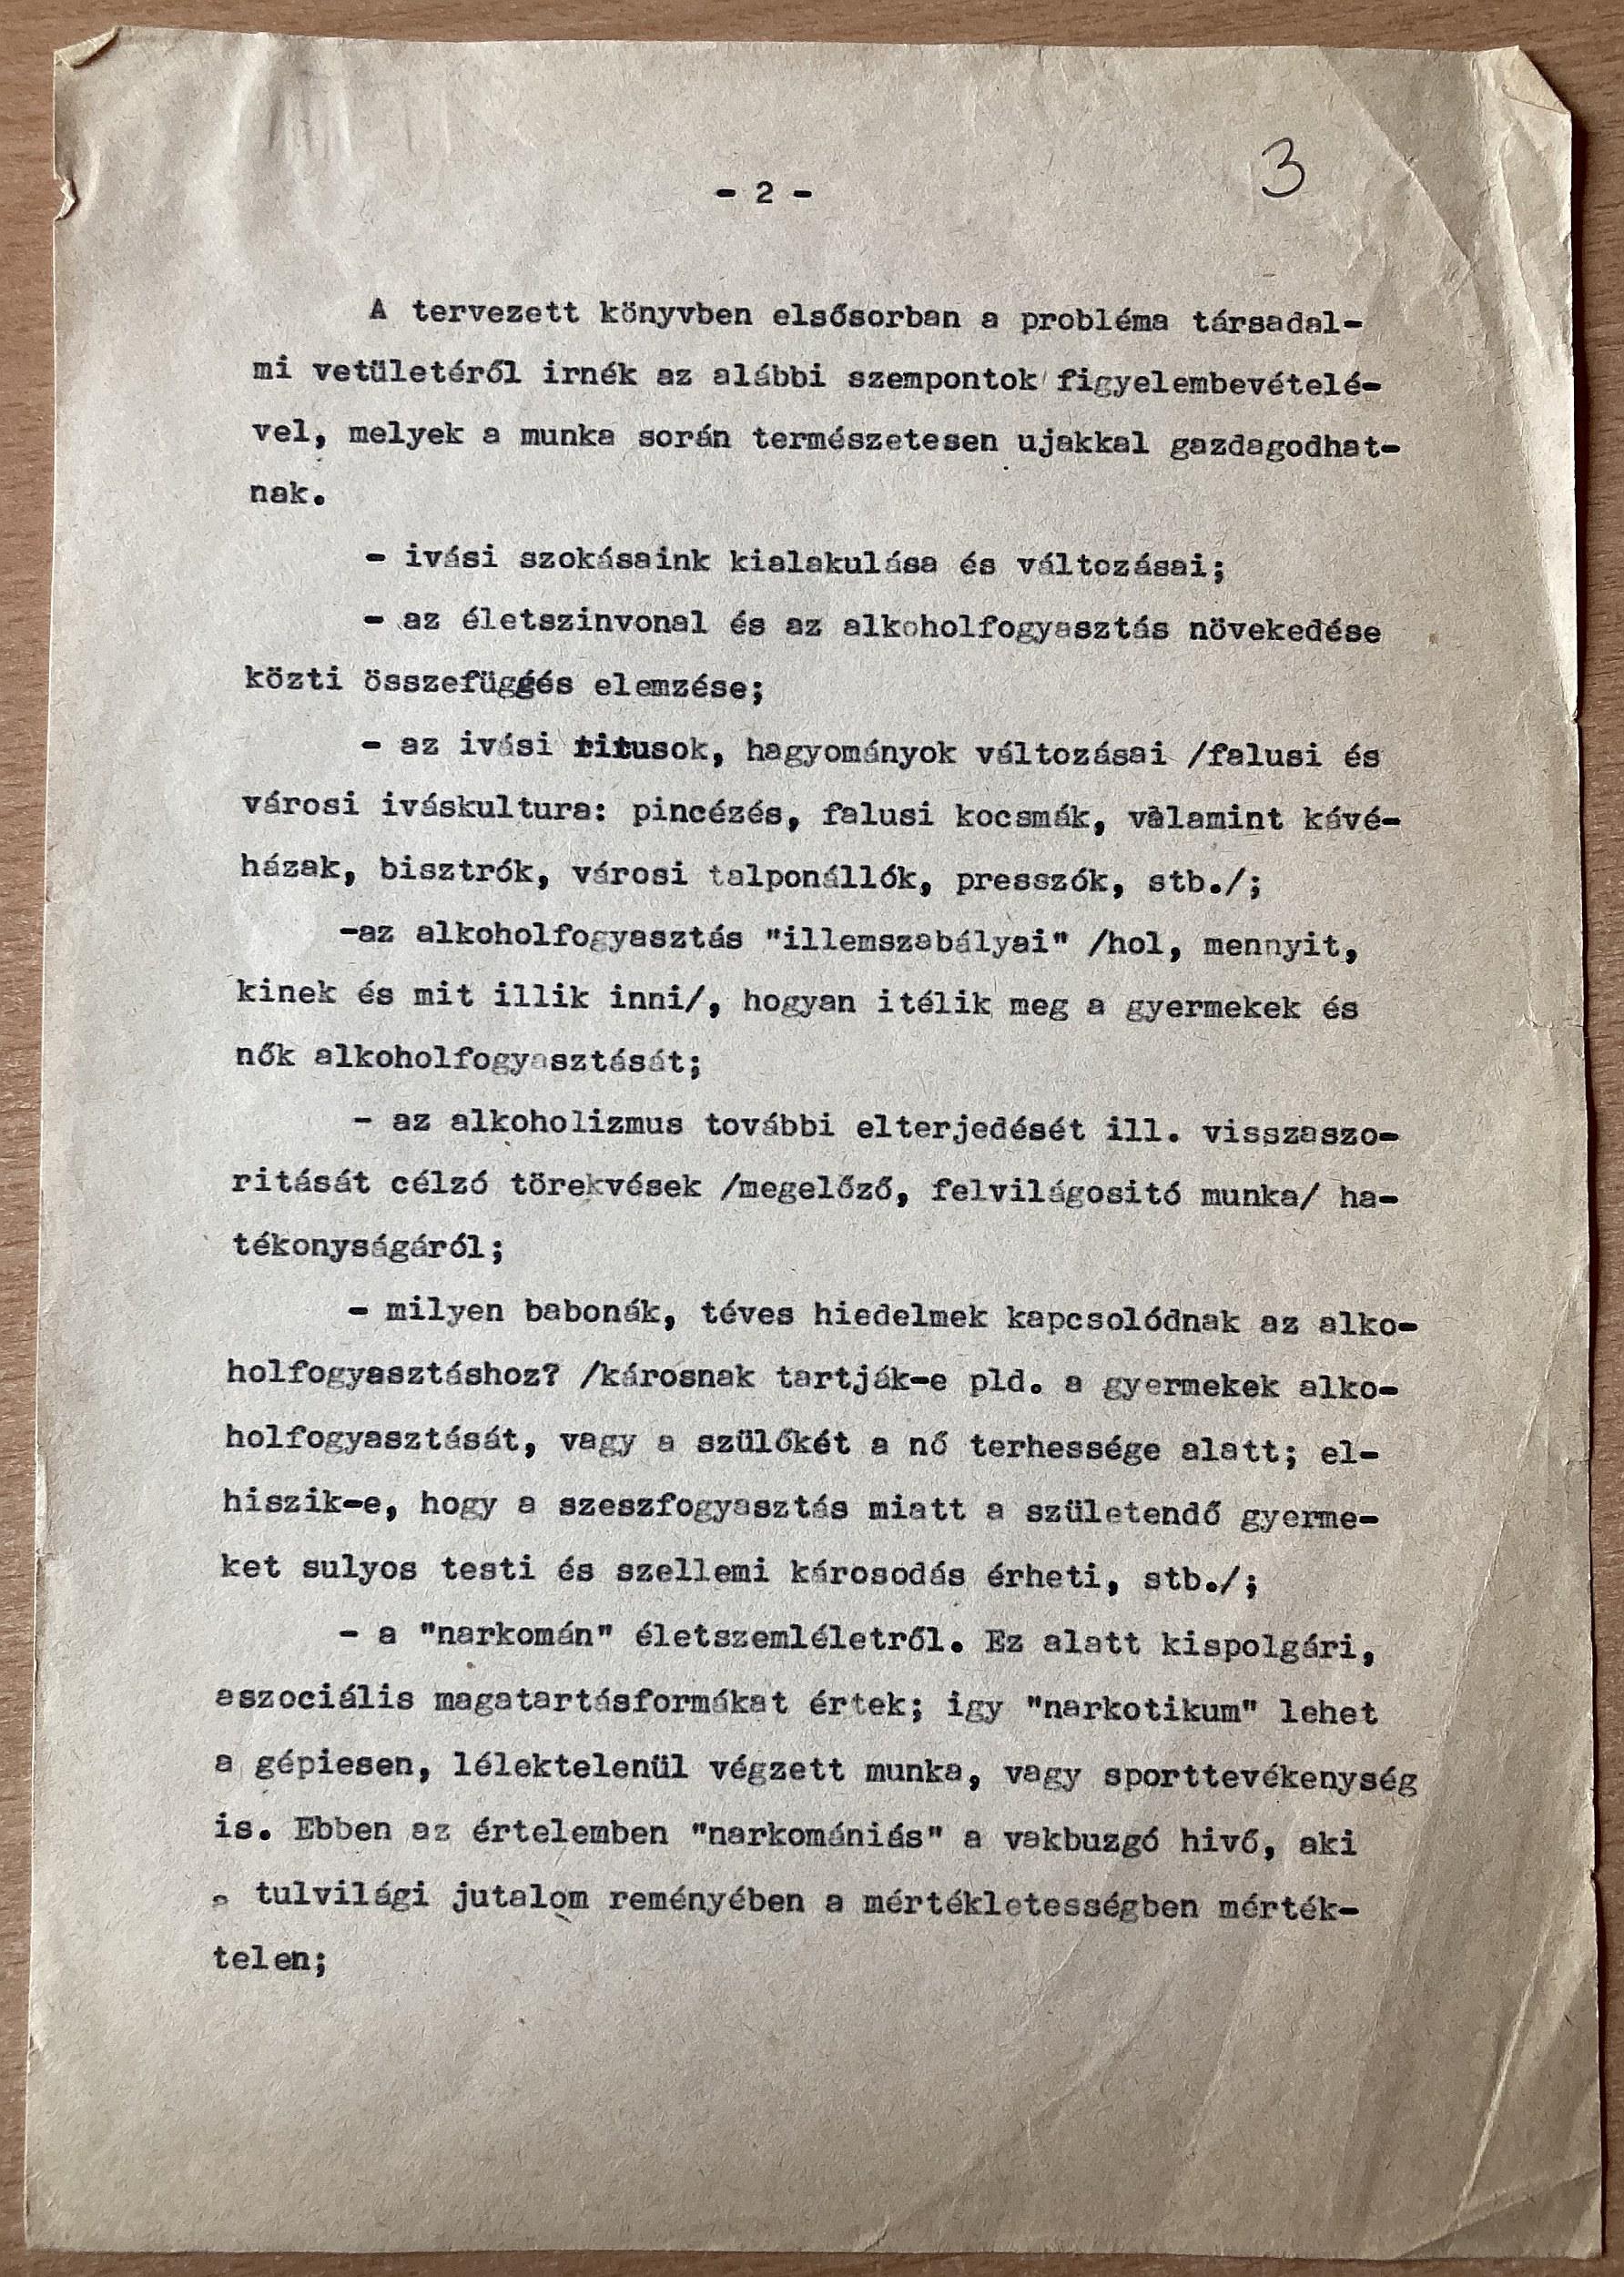 3
- 2 -
A tervezett könyvben elsősorban a probléma társadal-
mi vetületéről irnék az alábbi szempontok figyelembevételé-
vel, melyek a munka során természetesen ujakkal gazdagodhat-
nak.
- ivási szokásaink kialakulása és változásai;
- az életszinvonal és az alkoholfogyasztás növekedése
közti összefüggés elemzése;
- az ivási ritusok, hagyományok változásai /falusi és
városi iváskultura: pincézés, falusi kocsmák, valamint kávé-
házak, bisztrók, városi talponállók, presszók, stb./;
-az alkoholfogyasztás "illemszabályai" /hol, mennyit,
kinek és mit illik inni/, hogyan itélik meg a gyermekek és
nők alkoholfogyasztását;
- az alkoholizmus további elterjedését ill. visszaszo-
ritását célzó törekvések /megelőző, felvilágositó munka/ ha-
tékonyságáról;
- milyen babonák, téves hiedelmek kapcsolódnak az alko-
holfogyasztáshoz? /károsnak tartják-e pld. a gyermekek alko-
holfogyasztását, vagy a szülőkét a nő terhessége alatt; el-
hiszik-e, hogy a szeszfogyasztás miatt a születendő gyerme-
ket sulyos testi és szellemi károsodás érheti, stb./;
- a "narkomán" életszemléletről. Ez alatt kispolgári,
aszociális magatartásformákat értek; igy "narkotikum" lehet
a gépiesen, lélektelenül végzett munka, vagy sporttevékenység
is. Ebben az értelemben "narkomániás" a vakbuzgó hivő, aki
a tulvilági jutalom reményében a mértékletességben mérték-
telen;